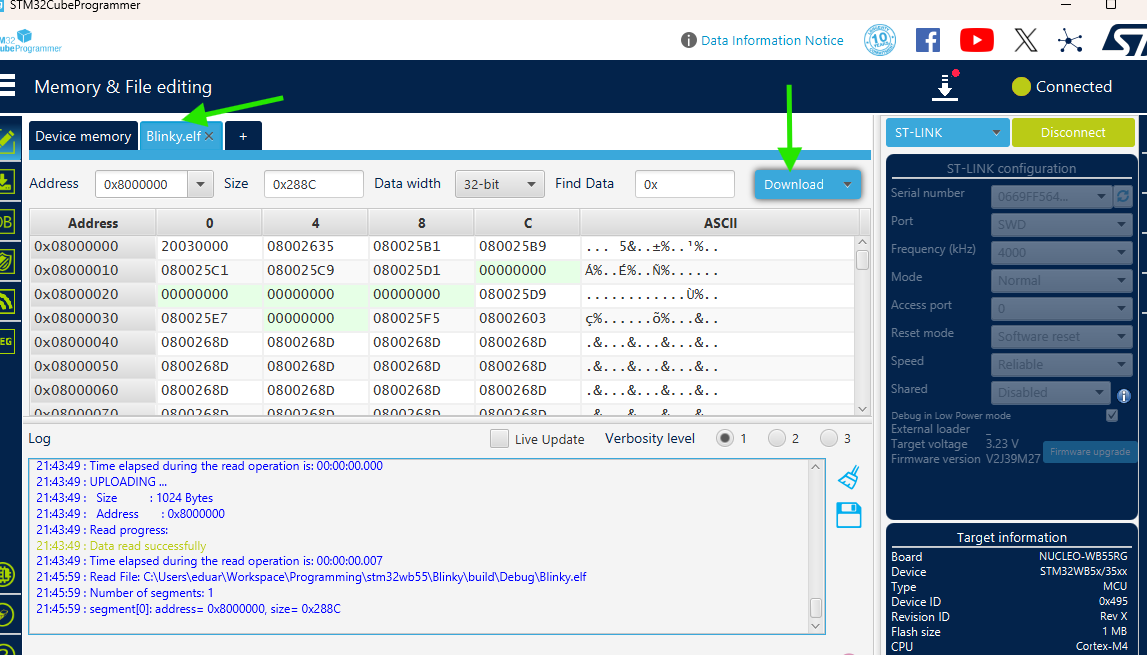 STM32CubeProgrammer
CubeProgrammer
Data Information Notice
10
Memory & File editing
Connected
Device memory
Blinky.elf
+
ST-LINK
Disconnect
Address
0x8000000
Size
0x288C
Data width
32-bit
Find Data
0x
Download
Address 0 4 8 C ASCII
0x08000000 20030000 08002635 080025B1 080025B9 ... 5&..±%..¹%..
0x08000010 080025C1 080025C9 080025D1 00000000 Á%..É%..Ñ%......
0x08000020 00000000 00000000 00000000 080025D9 ............Ù%..
0x08000030 080025E7 00000000 080025F5 08002603 ç%......õ%...&..
0x08000040 0800268D 0800268D 0800268D 0800268D .&...&...&...&..
0x08000050 0800268D 0800268D 0800268D 0800268D .&...&...&...&..
0x08000060 0800268D 0800268D 0800268D 0800268D .&...&...&...&..
0x08000070 0800268D 0800268D 0800268D 0800268D .&...&...&...&..
ST-LINK configuration
Serial number 0669FF564...
Port SWD
Frequency (kHz) 4000
Mode Normal
Access port 0
Reset mode Software reset
Speed Reliable
Shared Disabled
Debug in Low Power mode
External loader _
Target voltage 3.23 V
Firmware version V2J39M27
Firmware upgrade
Log
Live Update
Verbosity level
1
2
3
21:43:49 : Time elapsed during the read operation is: 00:00:00.000
21:43:49 : UPLOADING ...
21:43:49 : Size : 1024 Bytes
21:43:49 : Address : 0x8000000
21:43:49 : Read progress:
21:43:49 : Data read successfully
21:43:49 : Time elapsed during the read operation is: 00:00:00.007
21:45:59 : Read File: C:\Users\eduar\Workspace\Programming\stm32wb55\Blinky\build\Debug\Blinky.elf
21:45:59 : Number of segments: 1
21:45:59 : segment[0]: address= 0x8000000, size= 0x288C
Target information
Board NUCLEO-WB55RG
Device STM32WB5x/35xx
Type MCU
Device ID 0x495
Revision ID Rev X
Flash size 1 MB
CPU Cortex-M4